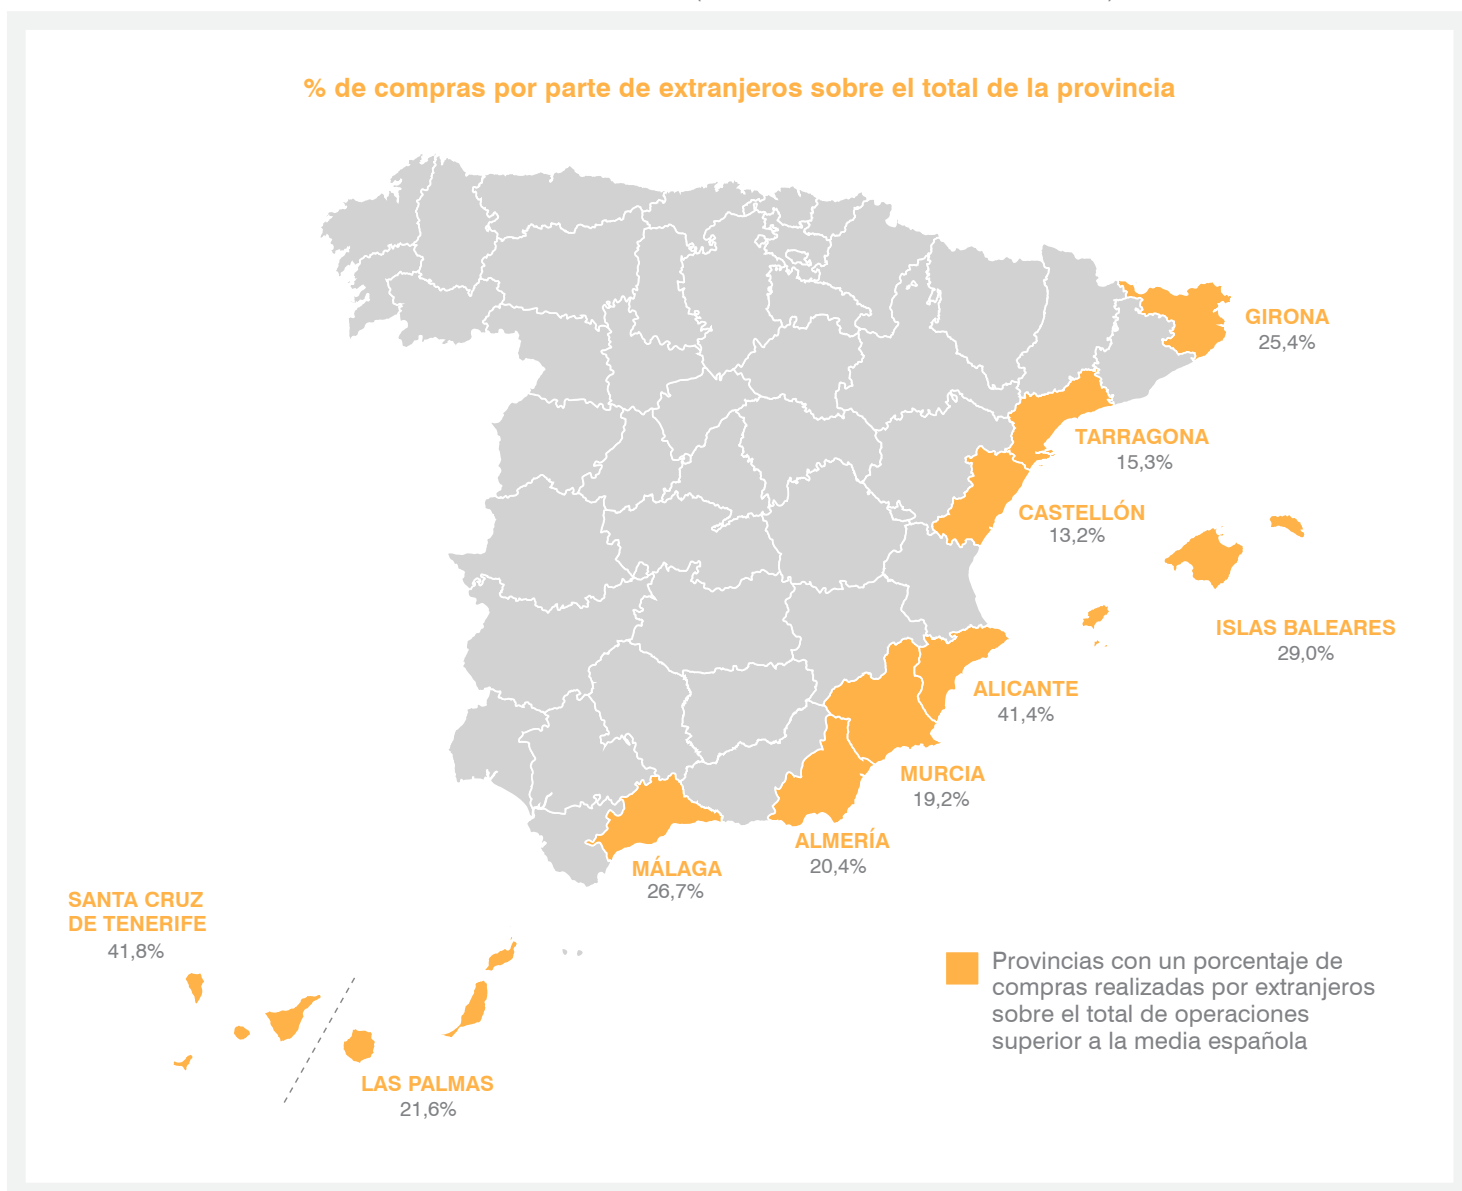 % de compras por parte de extranjeros sobre el total de la provincia
GIRONA
25,4%
TARRAGONA
15,3%
CASTELLÓN
13,2%
ISLAS BALEARES
29,0%
ALICANTE
41,4%
MURCIA
19,2%
ALMERÍA
20,4%
MÁLAGA
26,7%
SANTA CRUZ
DE TENERIFE
41,8%
LAS PALMAS
21,6%
Provincias con un porcentaje de
compras realizadas por extranjeros
sobre el total de operaciones
superior a la media española